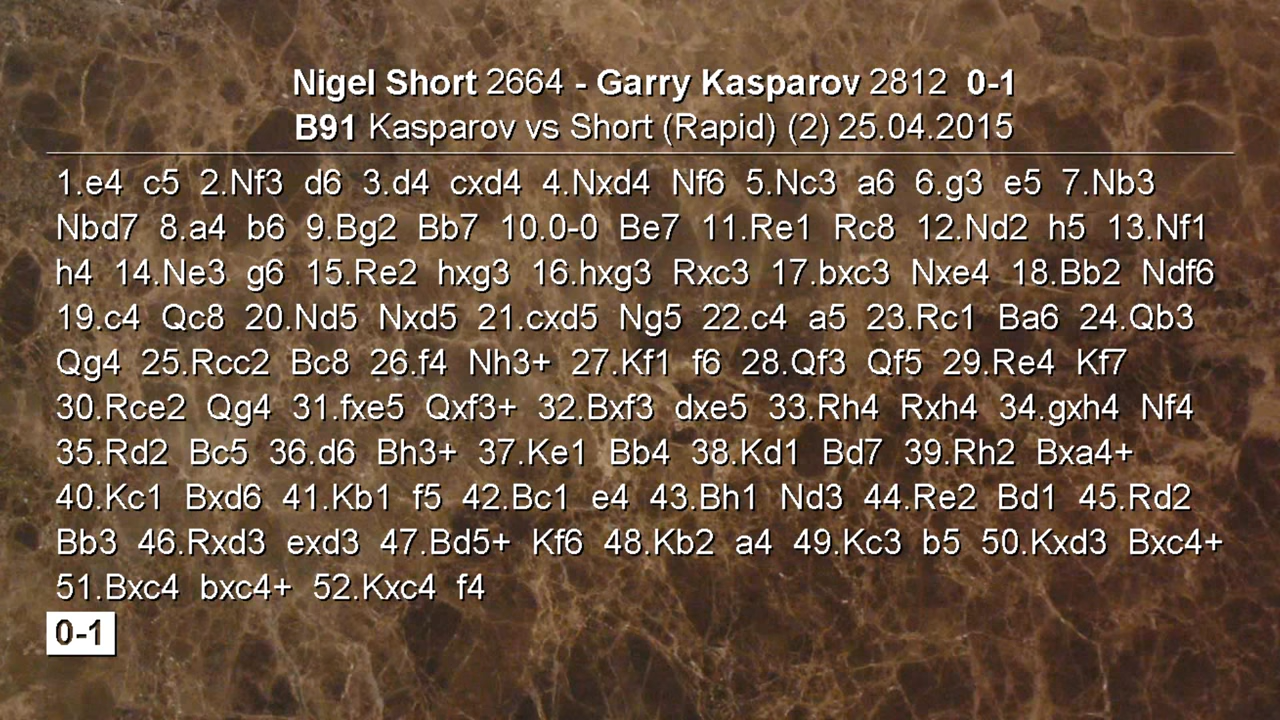 Nigel Short 2664 - Garry Kasparov 2812 0-1
B91 Kasparov vs Short (Rapid) (2) 25.04.2015
1.e4 c5 2.Nf3 d6 3.d4 cxd4 4.Nxd4 Nf6 5.Nc3 a6 6.g3 e5 7.Nb3
Nbd7 8.a4 b6 9.Bg2 Bb7 10.0-0 Be7 11.Re1 Rc8 12.Nd2 h5 13.Nf1
h4 14.Ne3 g6 15.Re2 hxg3 16.hxg3 Rxc3 17.bxc3 Nxe4 18.Bb2 Ndf6
19.c4 Qc8 20.Nd5 Nxd5 21.cxd5 Ng5 22.c4 a5 23.Rc1 Ba6 24.Qb3
Qg4 25.Rcc2 Bc8 26.f4 Nh3+ 27.Kf1 f6 28.Qf3 Qf5 29.Re4 Kf7
30.Rce2 Qg4 31.fxe5 Qxf3+ 32.Bxf3 dxe5 33.Rh4 Rxh4 34.gxh4 Nf4
35.Rd2 Bc5 36.d6 Bh3+ 37.Ke1 Bb4 38.Kd1 Bd7 39.Rh2 Bxa4+
40.Kc1 Bxd6 41.Kb1 f5 42.Bc1 e4 43.Bh1 Nd3 44.Re2 Bd1 45.Rd2
Bb3 46.Rxd3 exd3 47.Bd5+ Kf6 48.Kb2 a4 49.Kc3 b5 50.Kxd3 Bxc4+
51.Bxc4 bxc4+ 52.Kxc4 f4
0-1